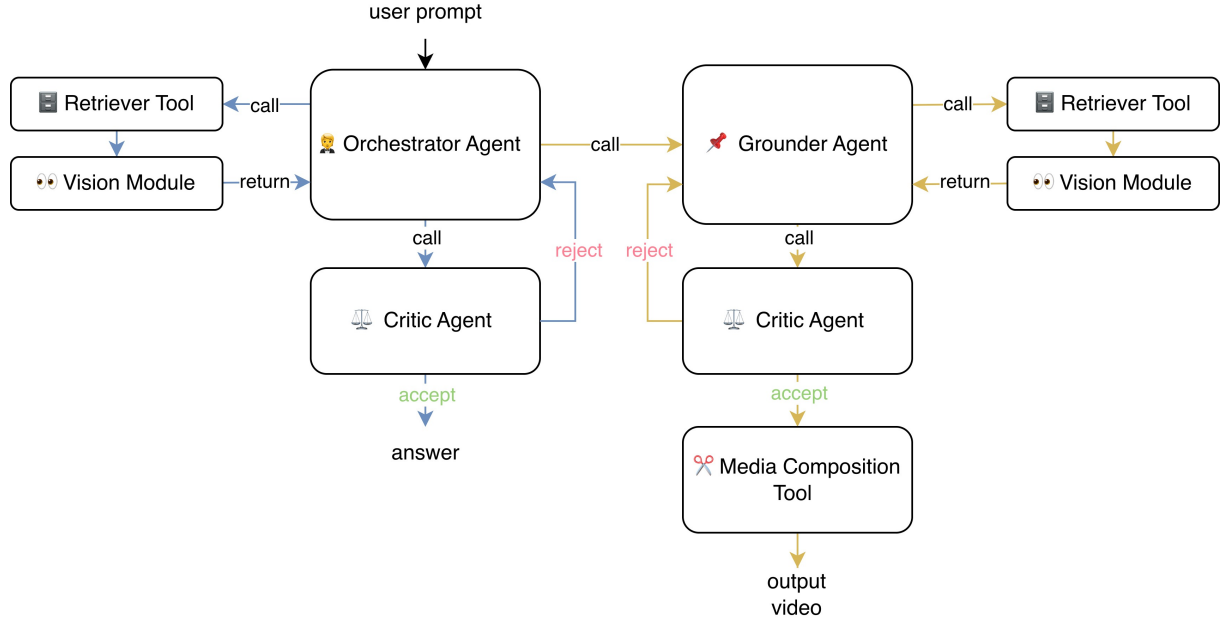 user prompt
🗄️ Retriever Tool
call
🤵 Orchestrator Agent
call
📌 Grounder Agent
call
🗄️ Retriever Tool
👀 Vision Module
return
return
👀 Vision Module
call
reject
reject
call
⚖️ Critic Agent
⚖️ Critic Agent
accept
accept
answer
✂️ Media Composition
Tool
output
video